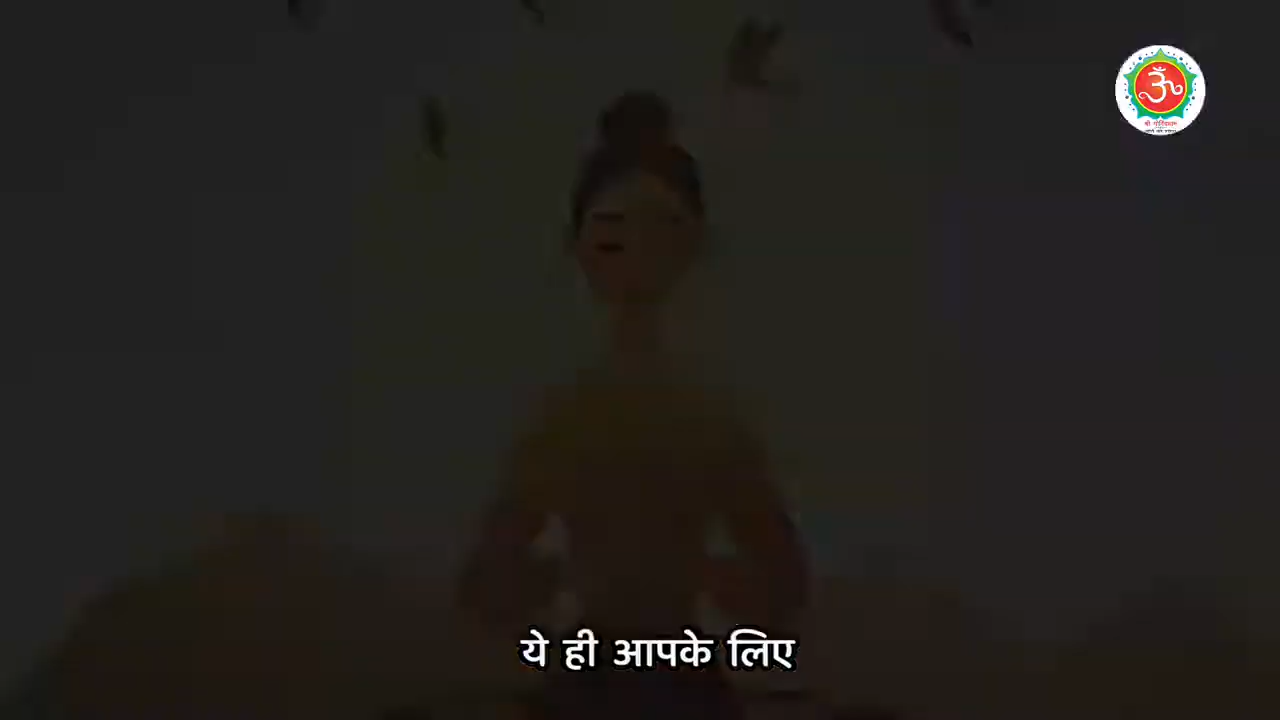 ॐ
ये ही आपके लिए